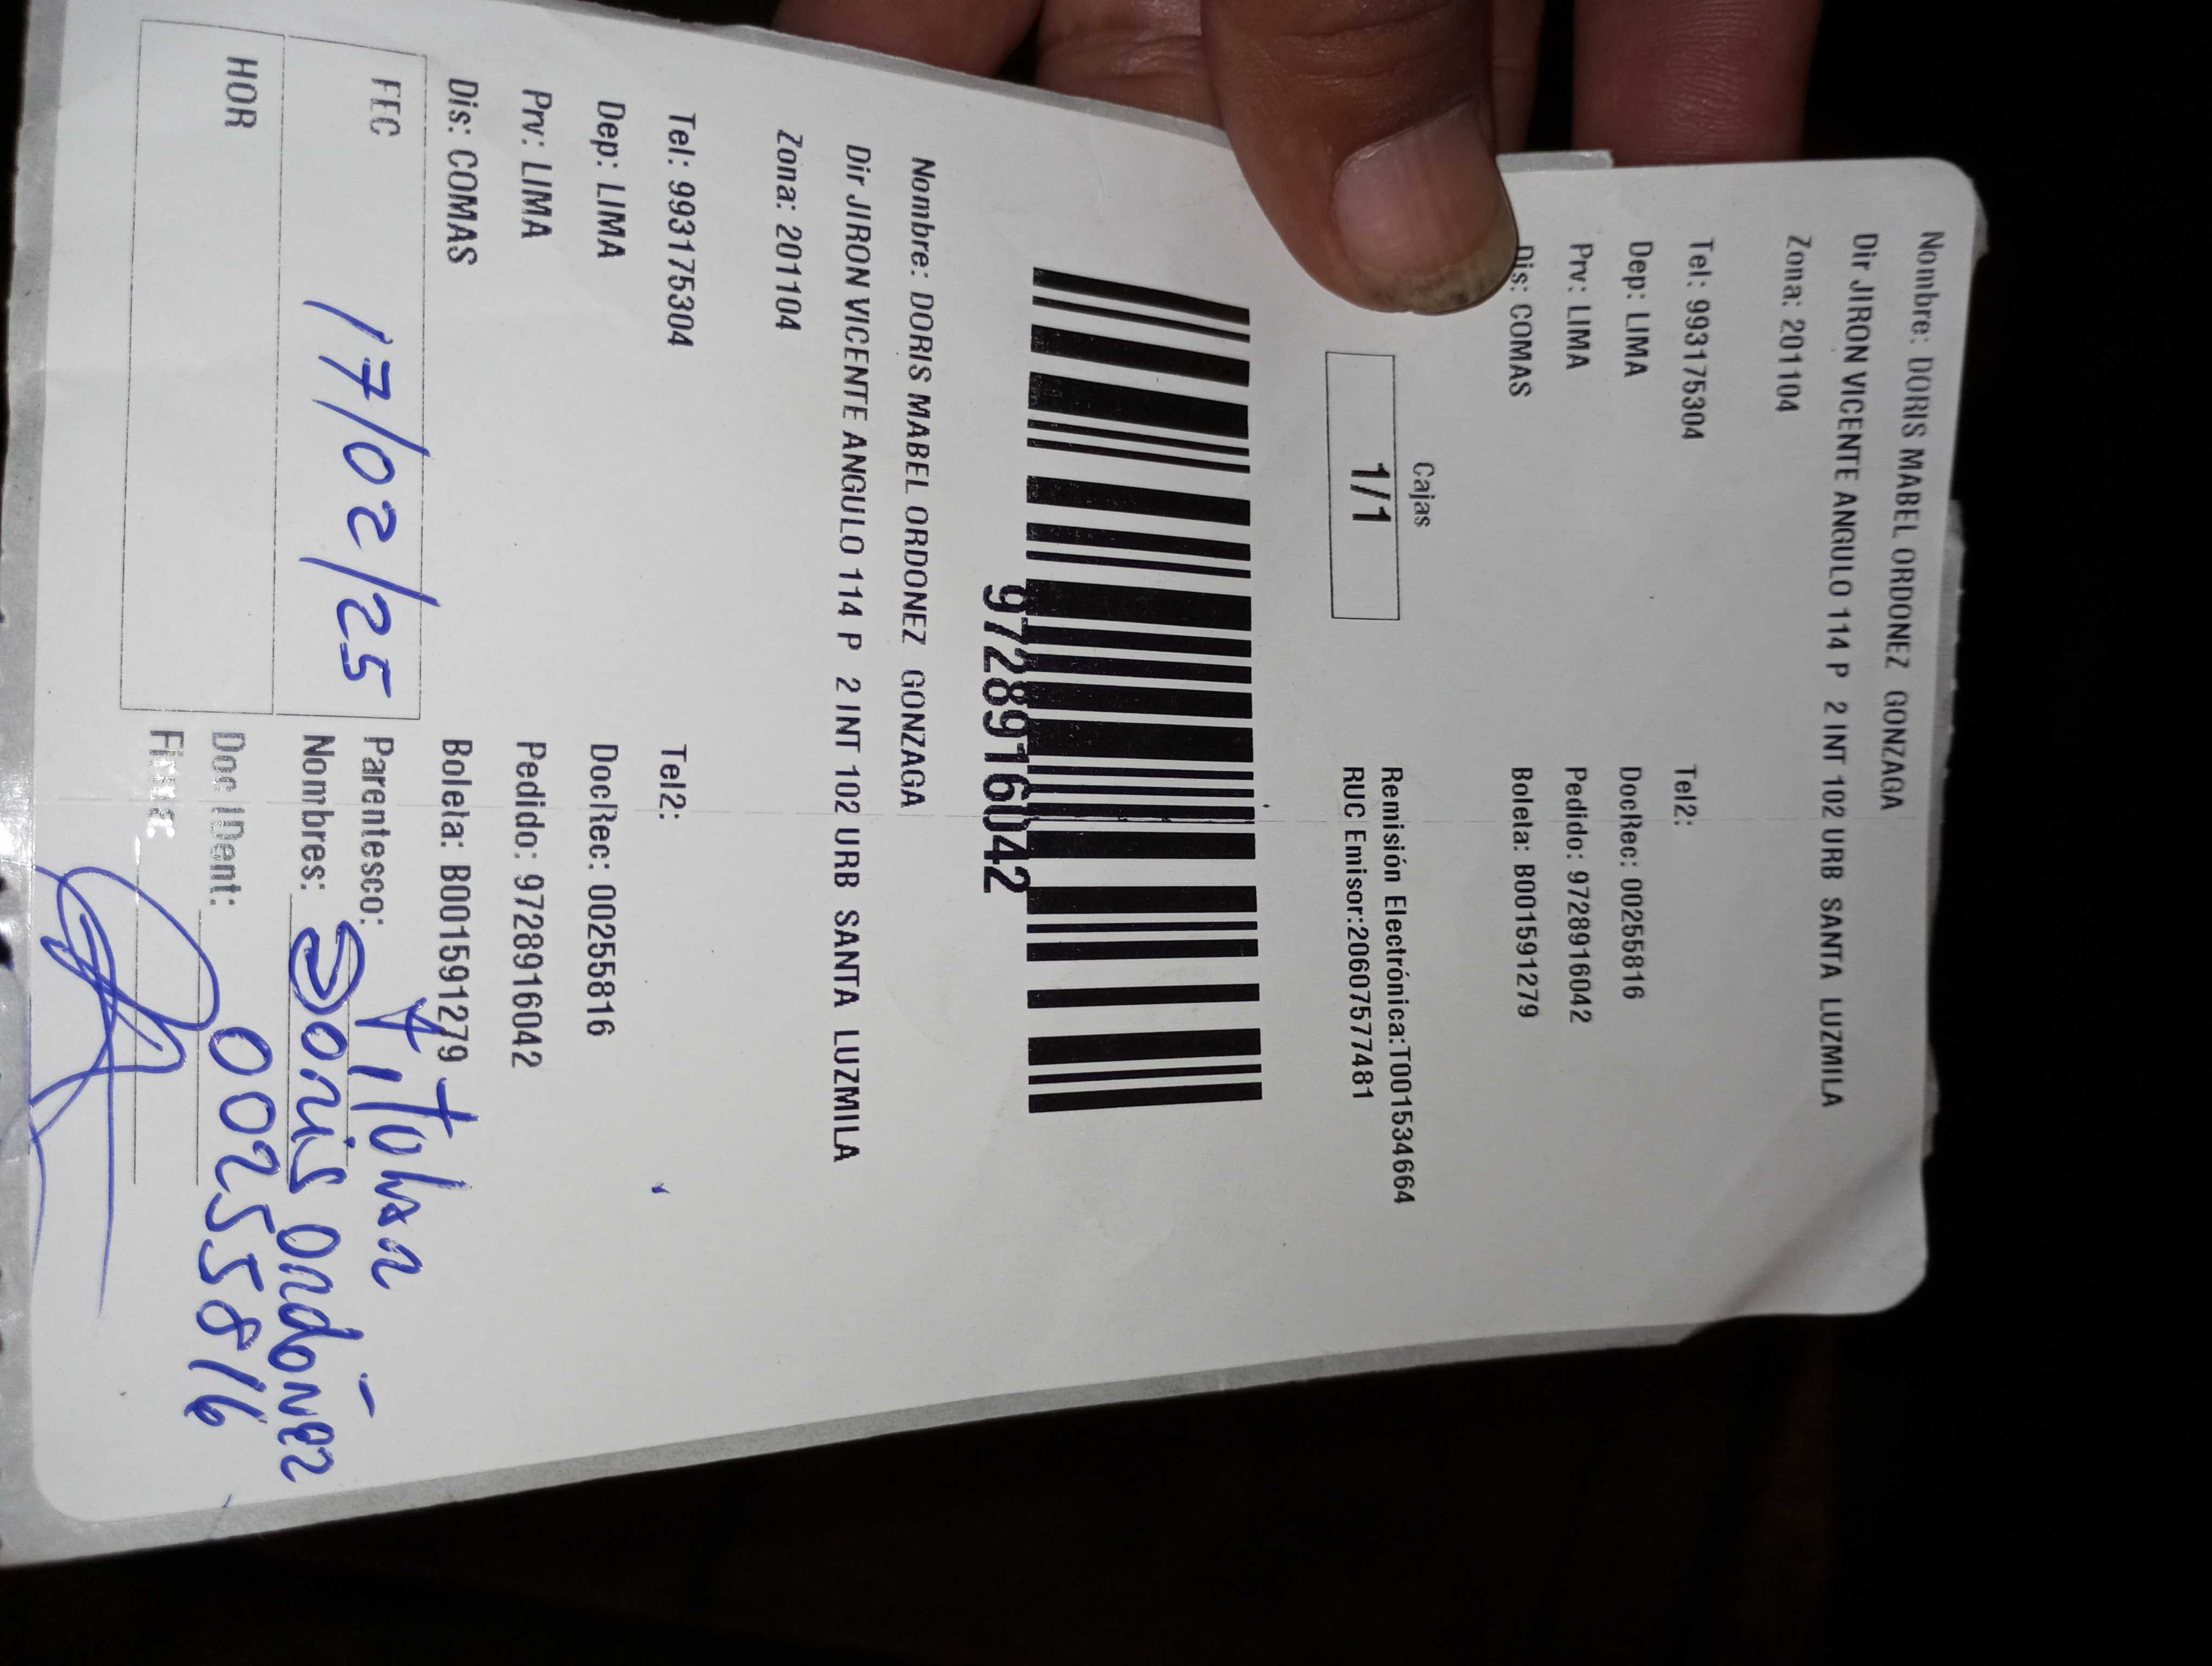 Nombre: DORIS MABEL ORDONEZ GONZAGA
Dir JIRON VICENTE ANGULO 114 P 2 INT 102 URB SANTA LUZMILA
Zona: 201104
Tel: 993175304 Tel2:
Dep: LIMA DocRec: 00255816
Prv: LIMA Pedido: 9728916042
Dis: COMAS Boleta: B001591279
Cajas Remisión Electrónica:T001534664
1/1 RUC Emisor:20607577481
9728916042
Nombre: DORIS MABEL ORDONEZ GONZAGA
Dir JIRON VICENTE ANGULO 114 P 2 INT 102 URB SANTA LUZMILA
Zona: 201104
Tel: 993175304 Tel2:
Dep: LIMA DocRec: 00255816
Prv: LIMA Pedido: 9728916042
Dis: COMAS Boleta: B001591279
FEC 17/02/25 Parentesco: Titular
Nombres: Doris Ordóñez
HOR Doc IDent: 00255816
Firma: